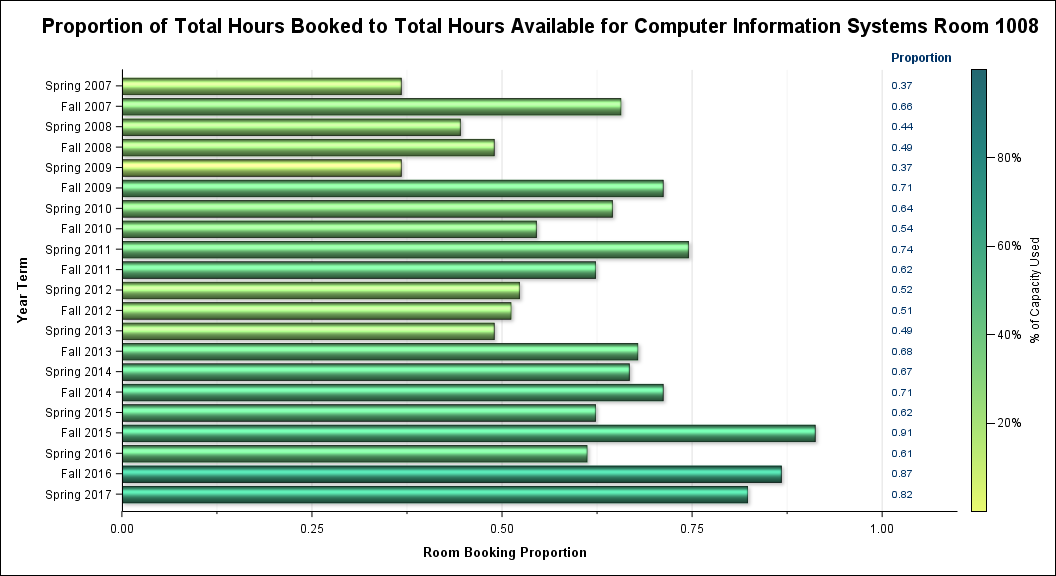 Proportion of Total Hours Booked to Total Hours Available for Computer Information Systems Room 1008
Proportion
Spring 2007 0.37
Fall 2007 0.66
Spring 2008 0.44
Fall 2008 0.49
Spring 2009 0.37
Fall 2009 0.71
Spring 2010 0.64
Fall 2010 0.54
Spring 2011 0.74
Fall 2011 0.62
Spring 2012 0.52
Fall 2012 0.51
Spring 2013 0.49
Fall 2013 0.68
Spring 2014 0.67
Fall 2014 0.71
Spring 2015 0.62
Fall 2015 0.91
Spring 2016 0.61
Fall 2016 0.87
Spring 2017 0.82
Year Term
0.00 0.25 0.50 0.75 1.00
Room Booking Proportion
80%
60%
40%
20%
% of Capacity Used